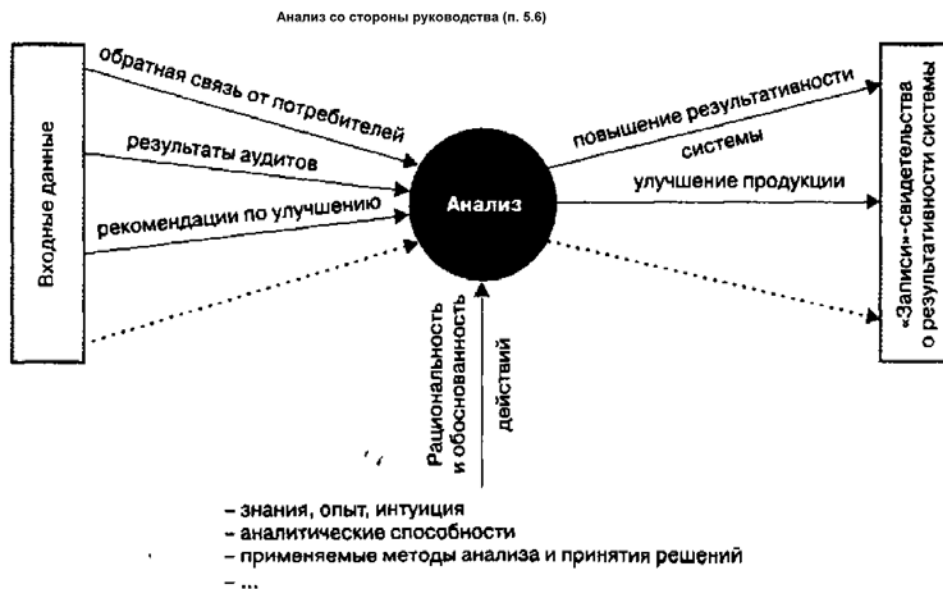 Анализ со стороны руководства (п. 5.6)
Входные данные
обратная связь от потребителей
результаты аудитов
рекомендации по улучшению
Анализ
повышение результативности
системы
улучшение продукции
«Записи»-свидетельства
о результативности системы
Рациональность
и обоснованность
действий
– знания, опыт, интуиция
– аналитические способности
– применяемые методы анализа и принятия решений
– ...